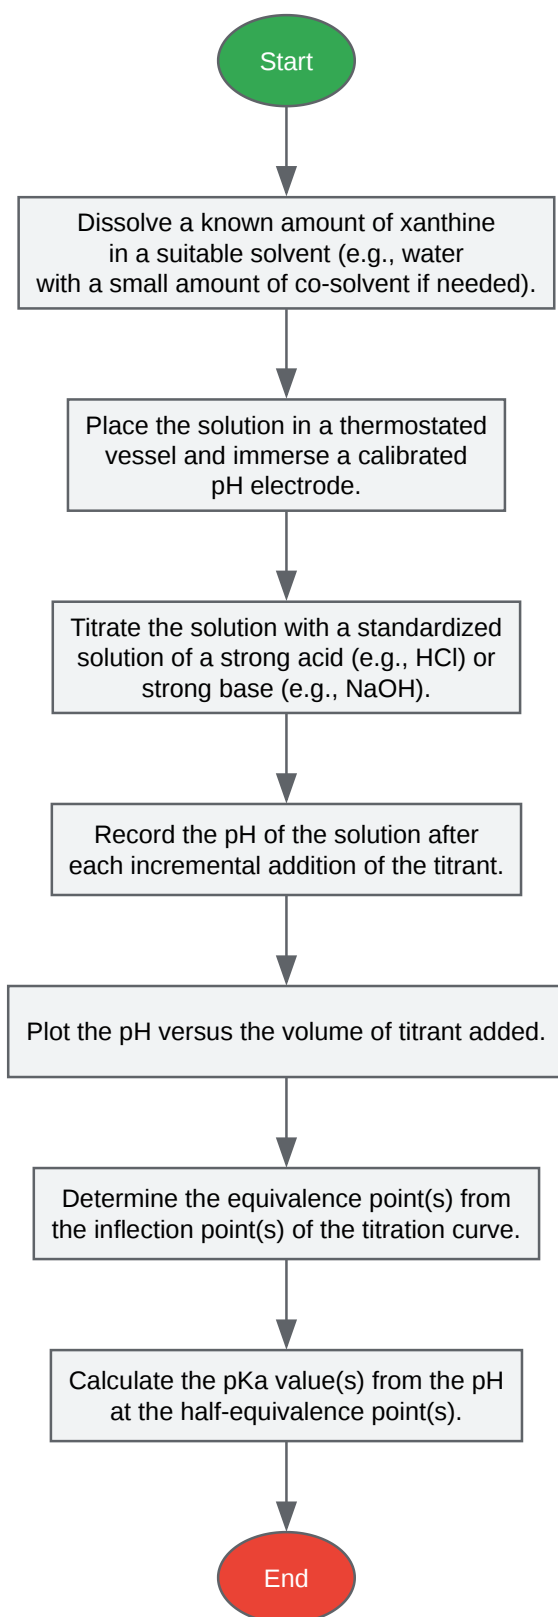 Start
Dissolve a known amount of xanthine
in a suitable solvent (e.g., water
with a small amount of co-solvent if needed).
Place the solution in a thermostated
vessel and immerse a calibrated
pH electrode.
Titrate the solution with a standardized
solution of a strong acid (e.g., HCl) or
strong base (e.g., NaOH).
Record the pH of the solution after
each incremental addition of the titrant.
Plot the pH versus the volume of titrant added.
Determine the equivalence point(s) from
the inflection point(s) of the titration curve.
Calculate the pKa value(s) from the pH
at the half-equivalence point(s).
End